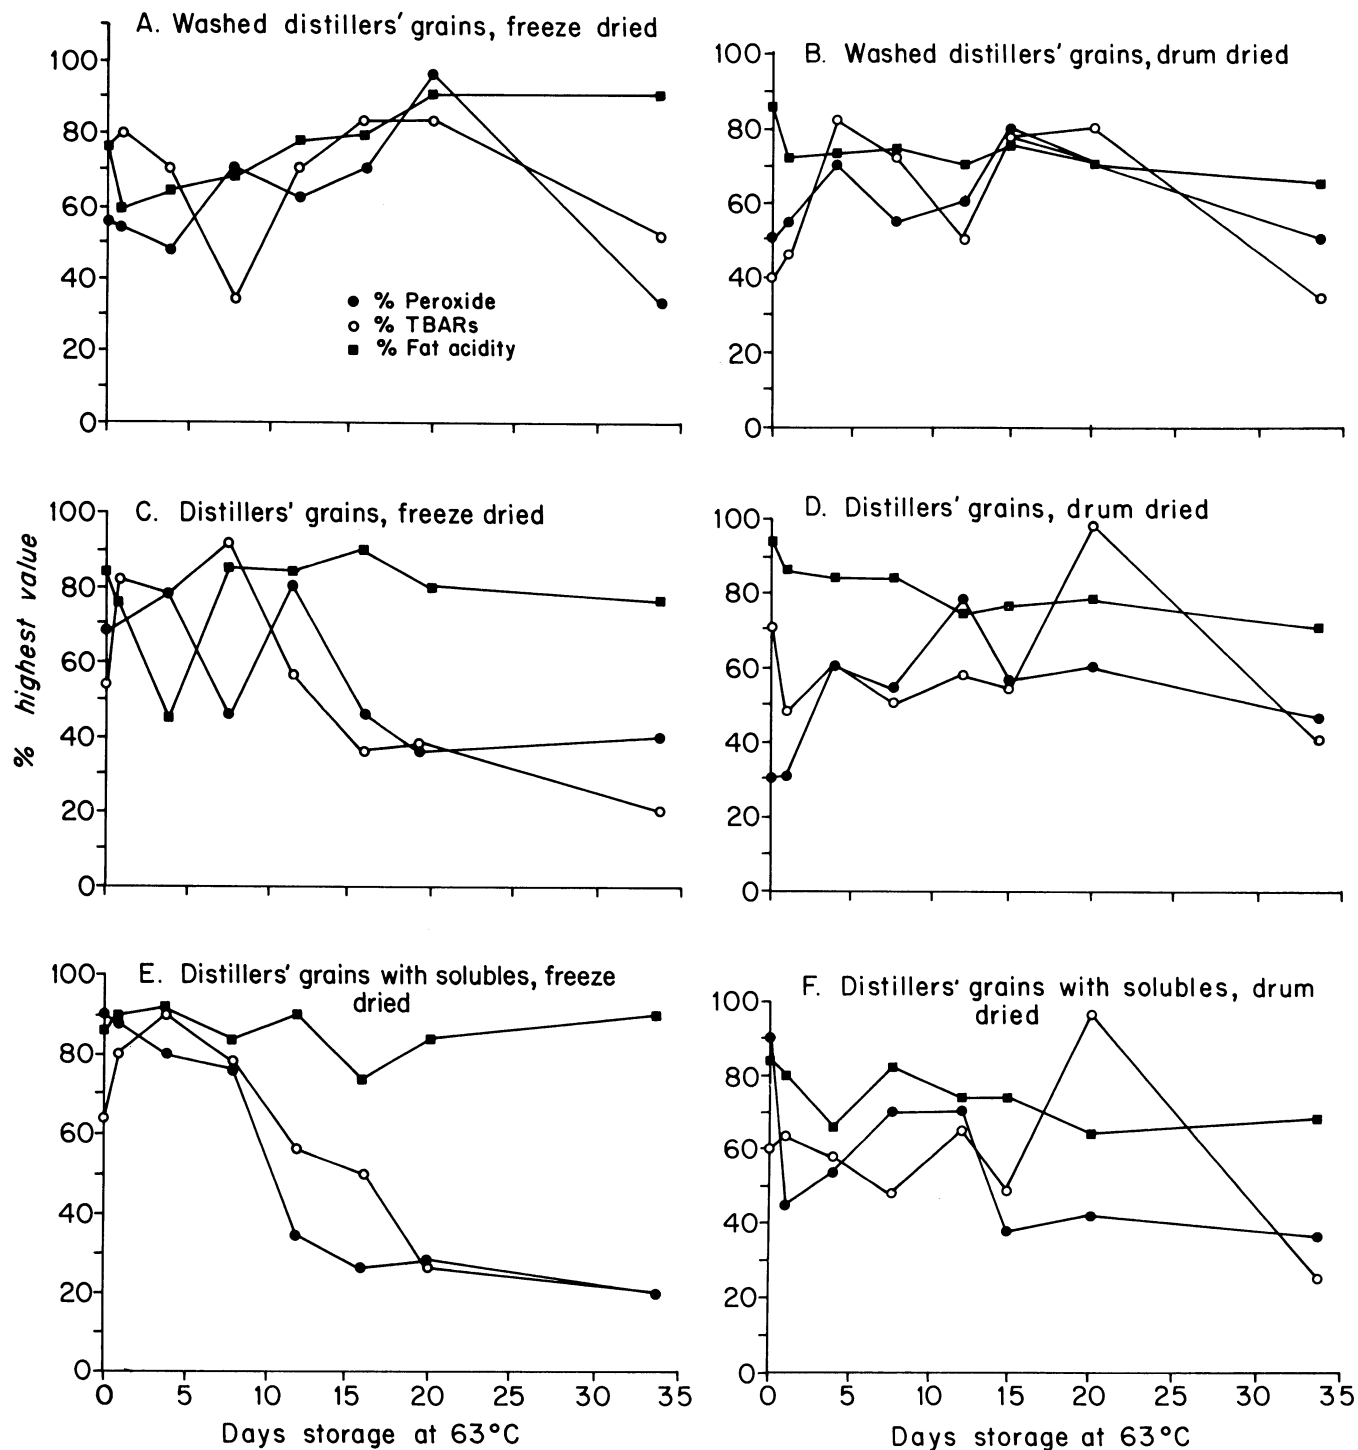 A. Washed distillers' grains, freeze dried
100
80
60
40
20
0
% Peroxide
% TBARs
% Fat acidity
B. Washed distillers' grains, drum dried
100
80
60
40
20
0
% highest value
C. Distillers' grains, freeze dried
100
80
60
40
20
0
D. Distillers' grains, drum dried
100
80
60
40
20
0
E. Distillers' grains with solubles, freeze
dried
100
80
60
40
20
0
0 5 10 15 20 25 30 35
Days storage at 63°C
F. Distillers' grains with solubles, drum
dried
100
80
60
40
20
0
0 5 10 15 20 25 30 35
Days storage at 63°C